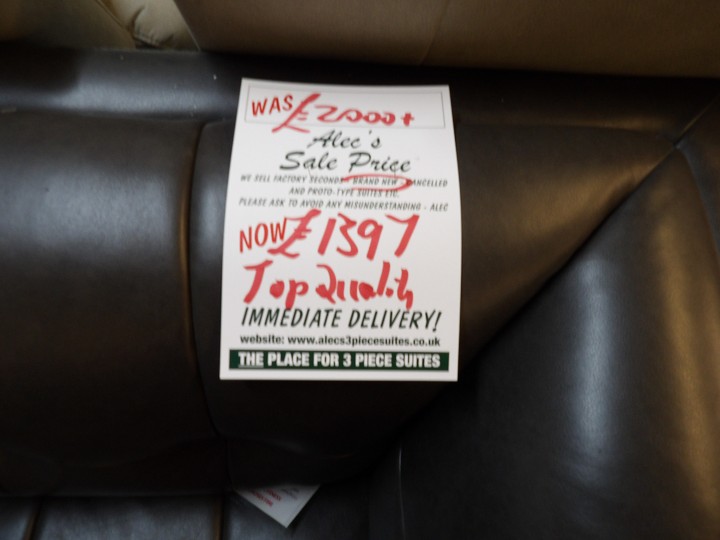 WAS £2000+
Alec's
Sale Price
WE SELL FACTORY SECONDS - BRAND NEW - CANCELLED
AND PROTO-TYPE SUITES ETC.
PLEASE ASK TO AVOID ANY MISUNDERSTANDING - ALEC
NOW £1397
Top Quality
IMMEDIATE DELIVERY!
website: www.alecs3piecesuites.co.uk
THE PLACE FOR 3 PIECE SUITES